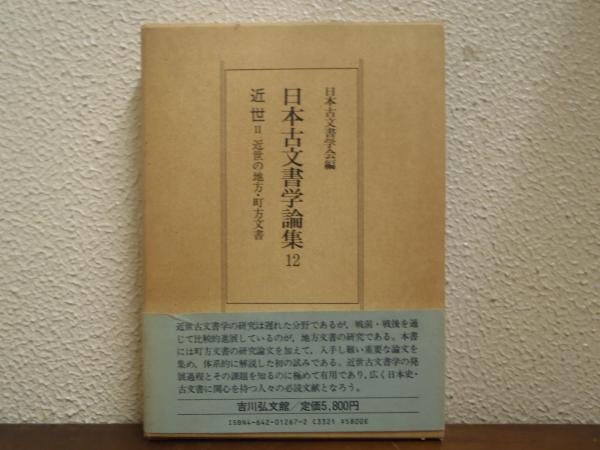 日本古文書学会編
日本古文書学論集12
近世II 近世の地方・町方文書
近世古文書学の研究は遅れた分野であるが、戦前・戦後を通
じて比較的進展しているのが、地方文書の研究である。本書
には町方文書の研究論文を加えて、入手し難い重要な論文を
集め、体系的に解説した初の試みである。近世古文書学の発
展過程とその課題を知るのに極めて有用であり、広く日本史・
古文書に関心を持つ人々の必読文献となろう。
吉川弘文館/定価5,800円
ISBN4-642-01267-2 C3321 ¥5800E